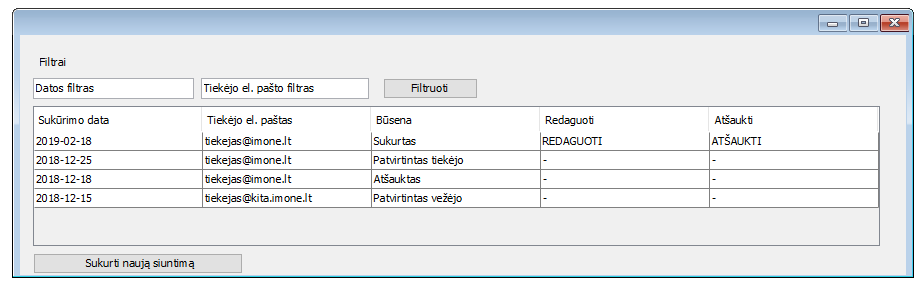 Filtrai
Datos filtras Tiekėjo el. pašto filtras Filtruoti
Sukūrimo data Tiekėjo el. paštas Būsena Redaguoti Atšaukti
2019-02-18 tiekejas@imone.lt Sukurtas REDAGUOTI ATŠAUKTI
2018-12-25 tiekejas@imone.lt Patvirtintas tiekėjo - -
2018-12-18 tiekejas@imone.lt Atšauktas - -
2018-12-15 tiekejas@kita.imone.lt Patvirtintas vežėjo - -
Sukurti naują siuntimą